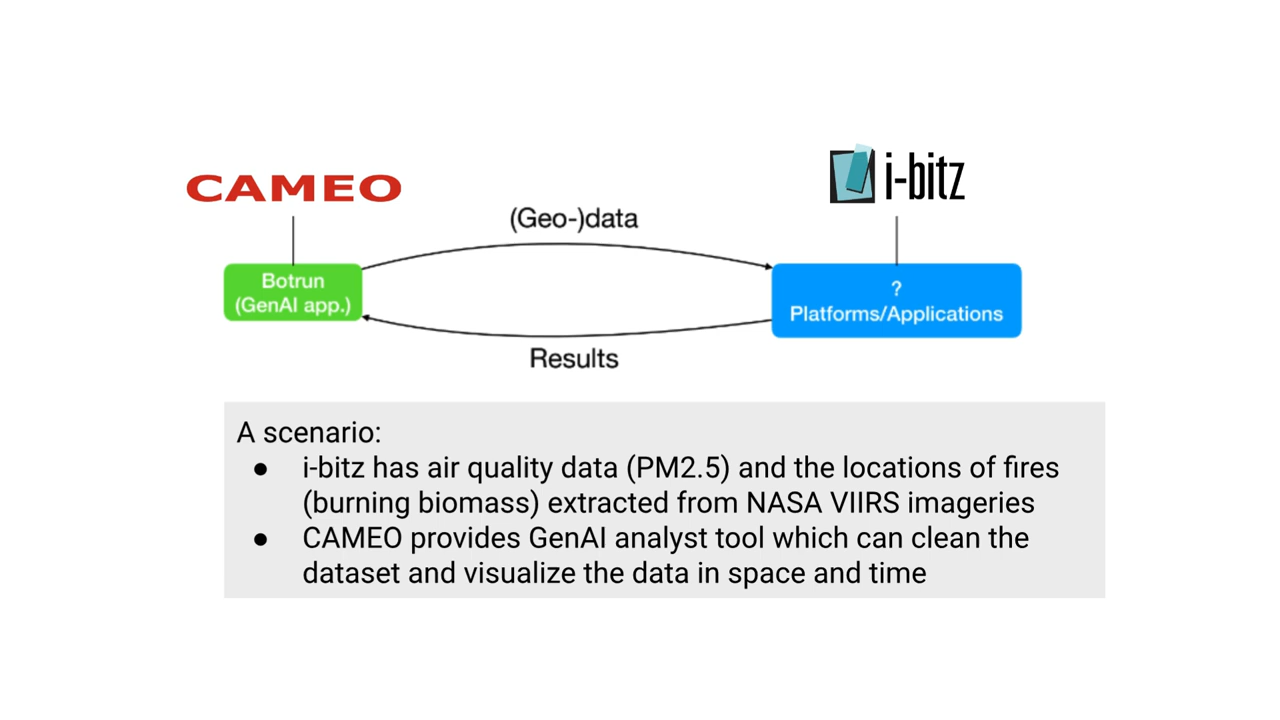 CAMEO
i-bitz
(Geo-)data
Botrun
(GenAI app.)
?
Platforms/Applications
Results
A scenario:
● i-bitz has air quality data (PM2.5) and the locations of fires
(burning biomass) extracted from NASA VIIRS imageries
● CAMEO provides GenAI analyst tool which can clean the
dataset and visualize the data in space and time